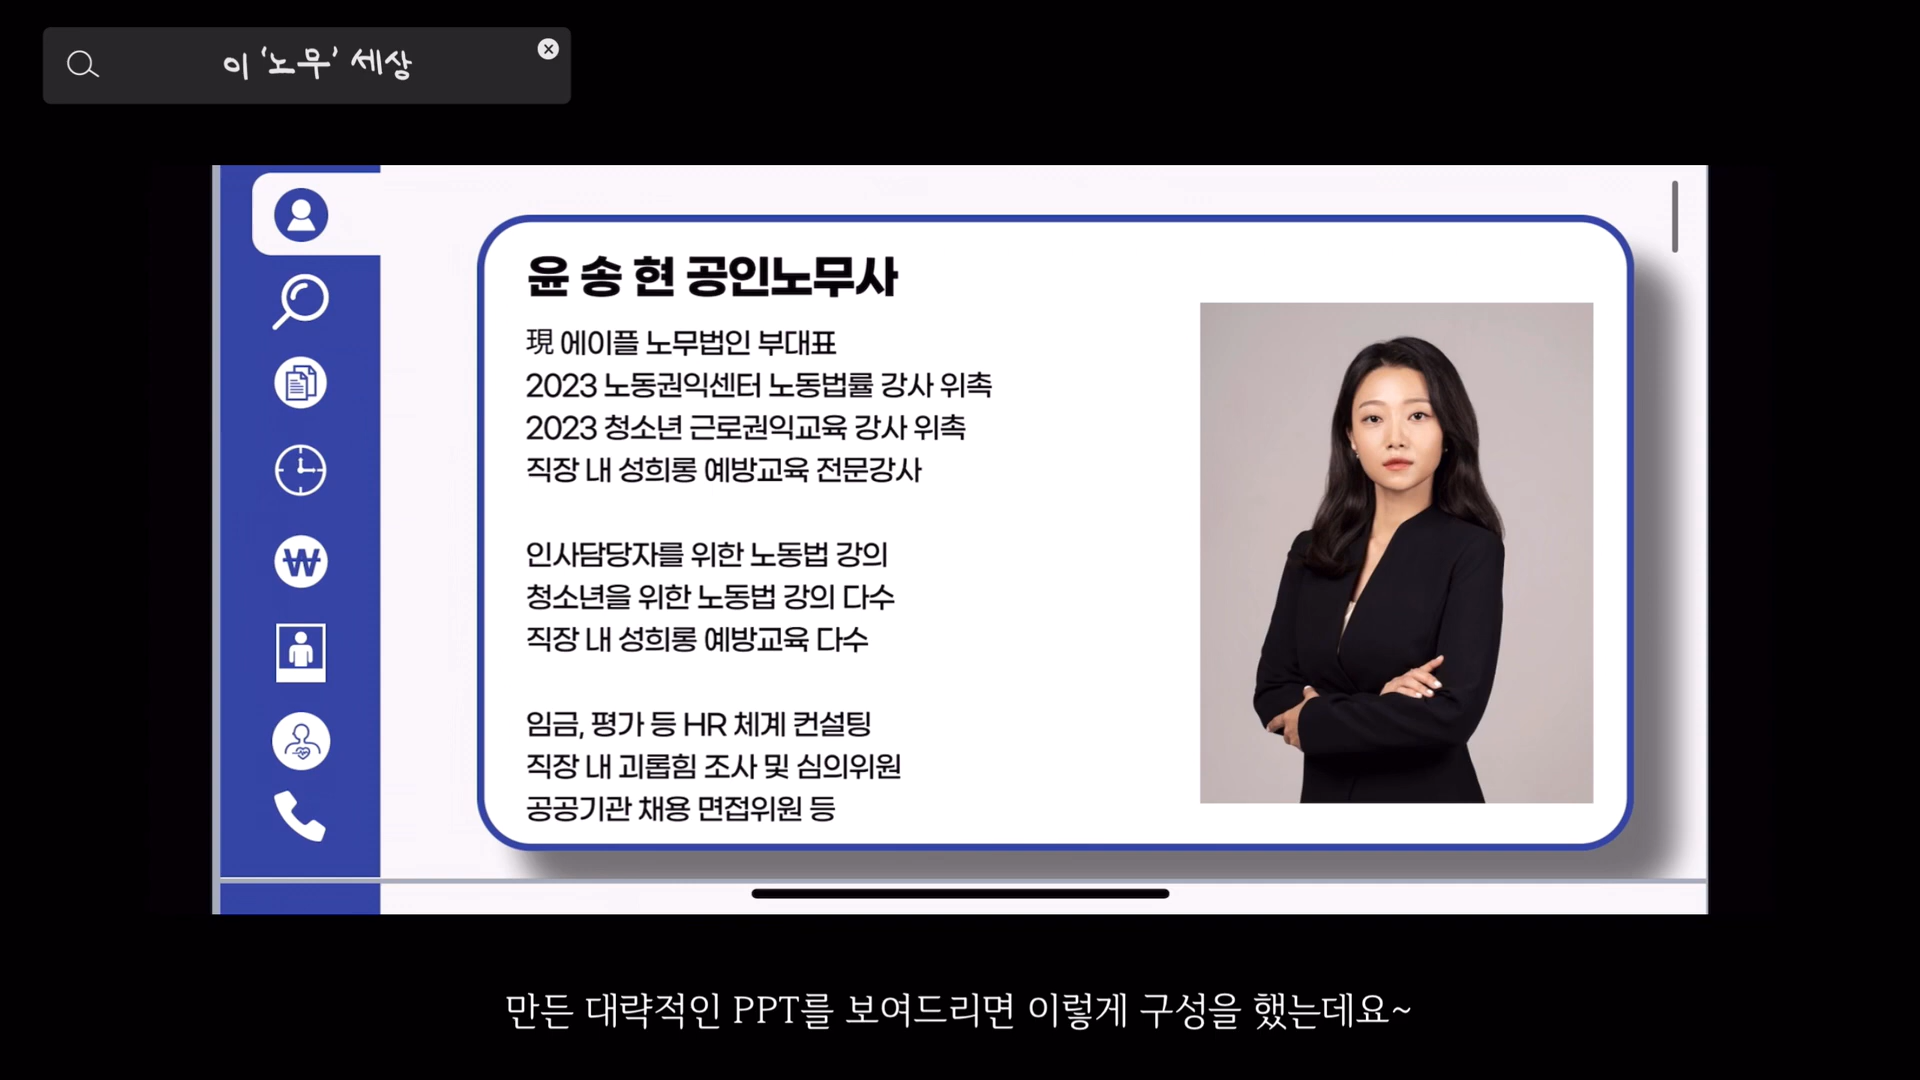 이 ‘노무’ 세상
윤 송 현 공인노무사
現 에이플 노무법인 부대표
2023 노동권익센터 노동법률 강사 위촉
2023 청소년 근로권익교육 강사 위촉
직장 내 성희롱 예방교육 전문강사
인사담당자를 위한 노동법 강의
청소년을 위한 노동법 강의 다수
직장 내 성희롱 예방교육 다수
임금, 평가 등 HR 체계 컨설팅
직장 내 괴롭힘 조사 및 심의위원
공공기관 채용 면접위원 등
만든 대략적인 PPT를 보여드리면 이렇게 구성을 했는데요~